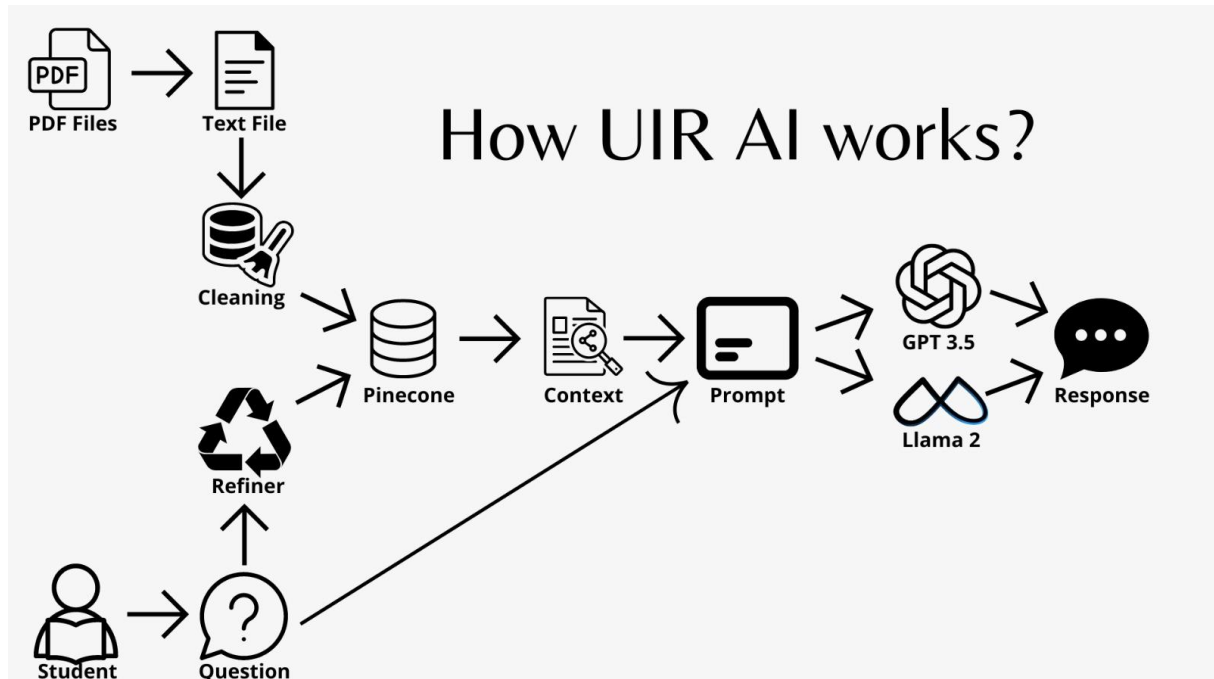 PDF
PDF Files
Text File
How UIR AI works?
Cleaning
Pinecone
Context
Prompt
GPT 3.5
Llama 2
Response
Refiner
?
Student
Question